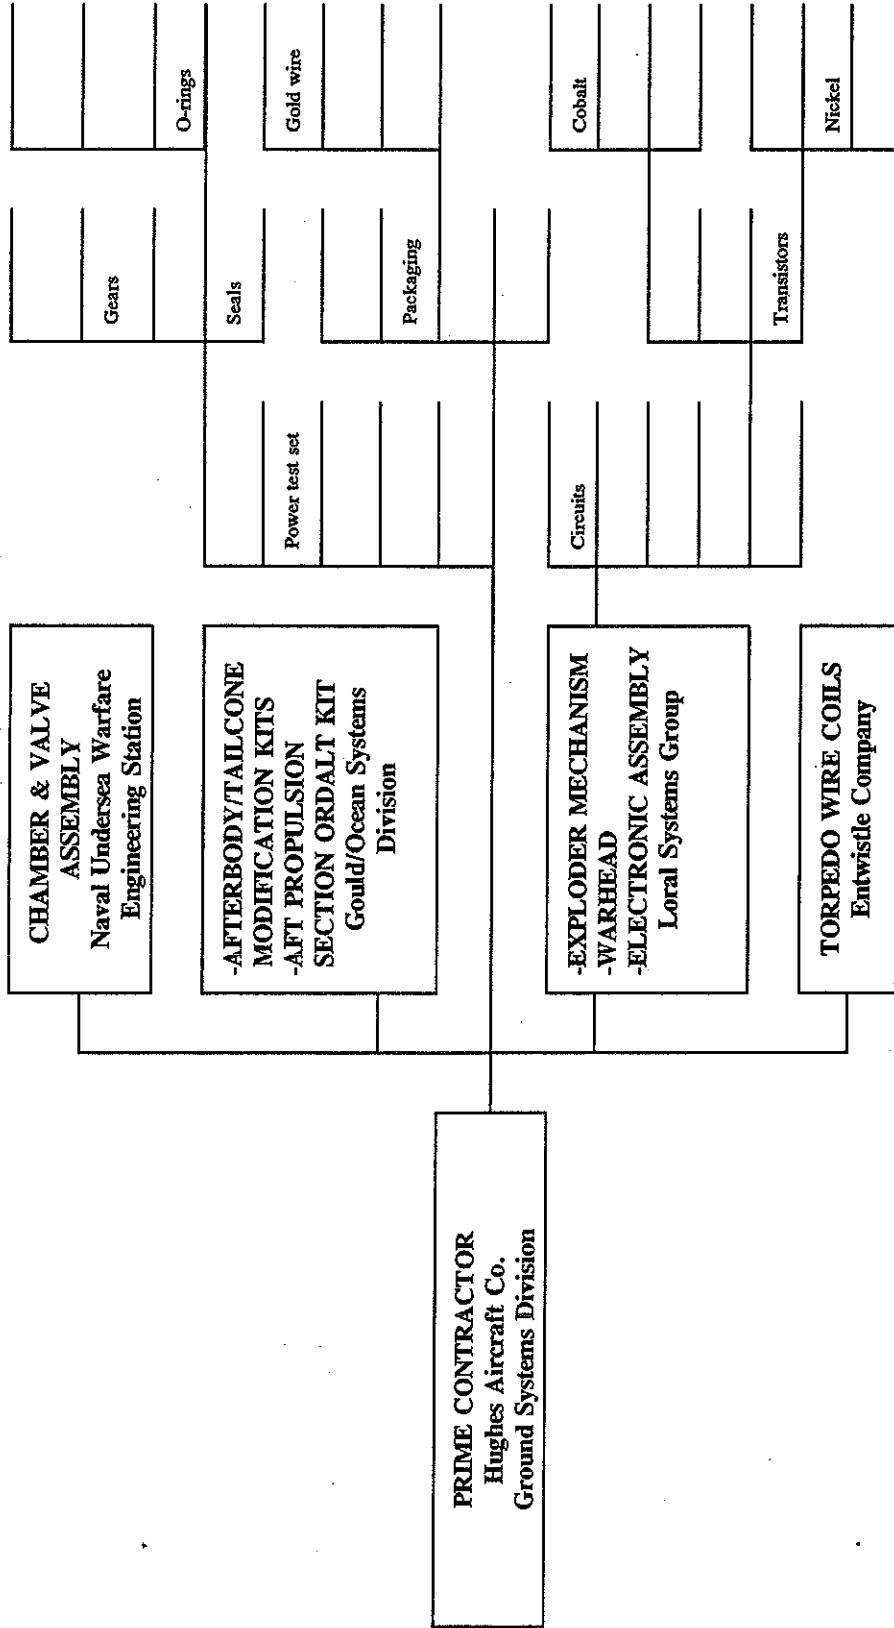 PRIME CONTRACTOR
Hughes Aircraft Co.
Ground Systems Division
CHAMBER & VALVE
ASSEMBLY
Naval Undersea Warfare
Engineering Station
-AFTERBODY/TAILCONE
MODIFICATION KITS
-AFT PROPULSION
SECTION ORDALT KIT
Gould/Ocean Systems
Division
-EXPLODER MECHANISM
-WARHEAD
-ELECTRONIC ASSEMBLY
Loral Systems Group
TORPEDO WIRE COILS
Entwistle Company
Power test set
Circuits
Gears
Seals
Packaging
Transistors
O-rings
Gold wire
Cobalt
Nickel